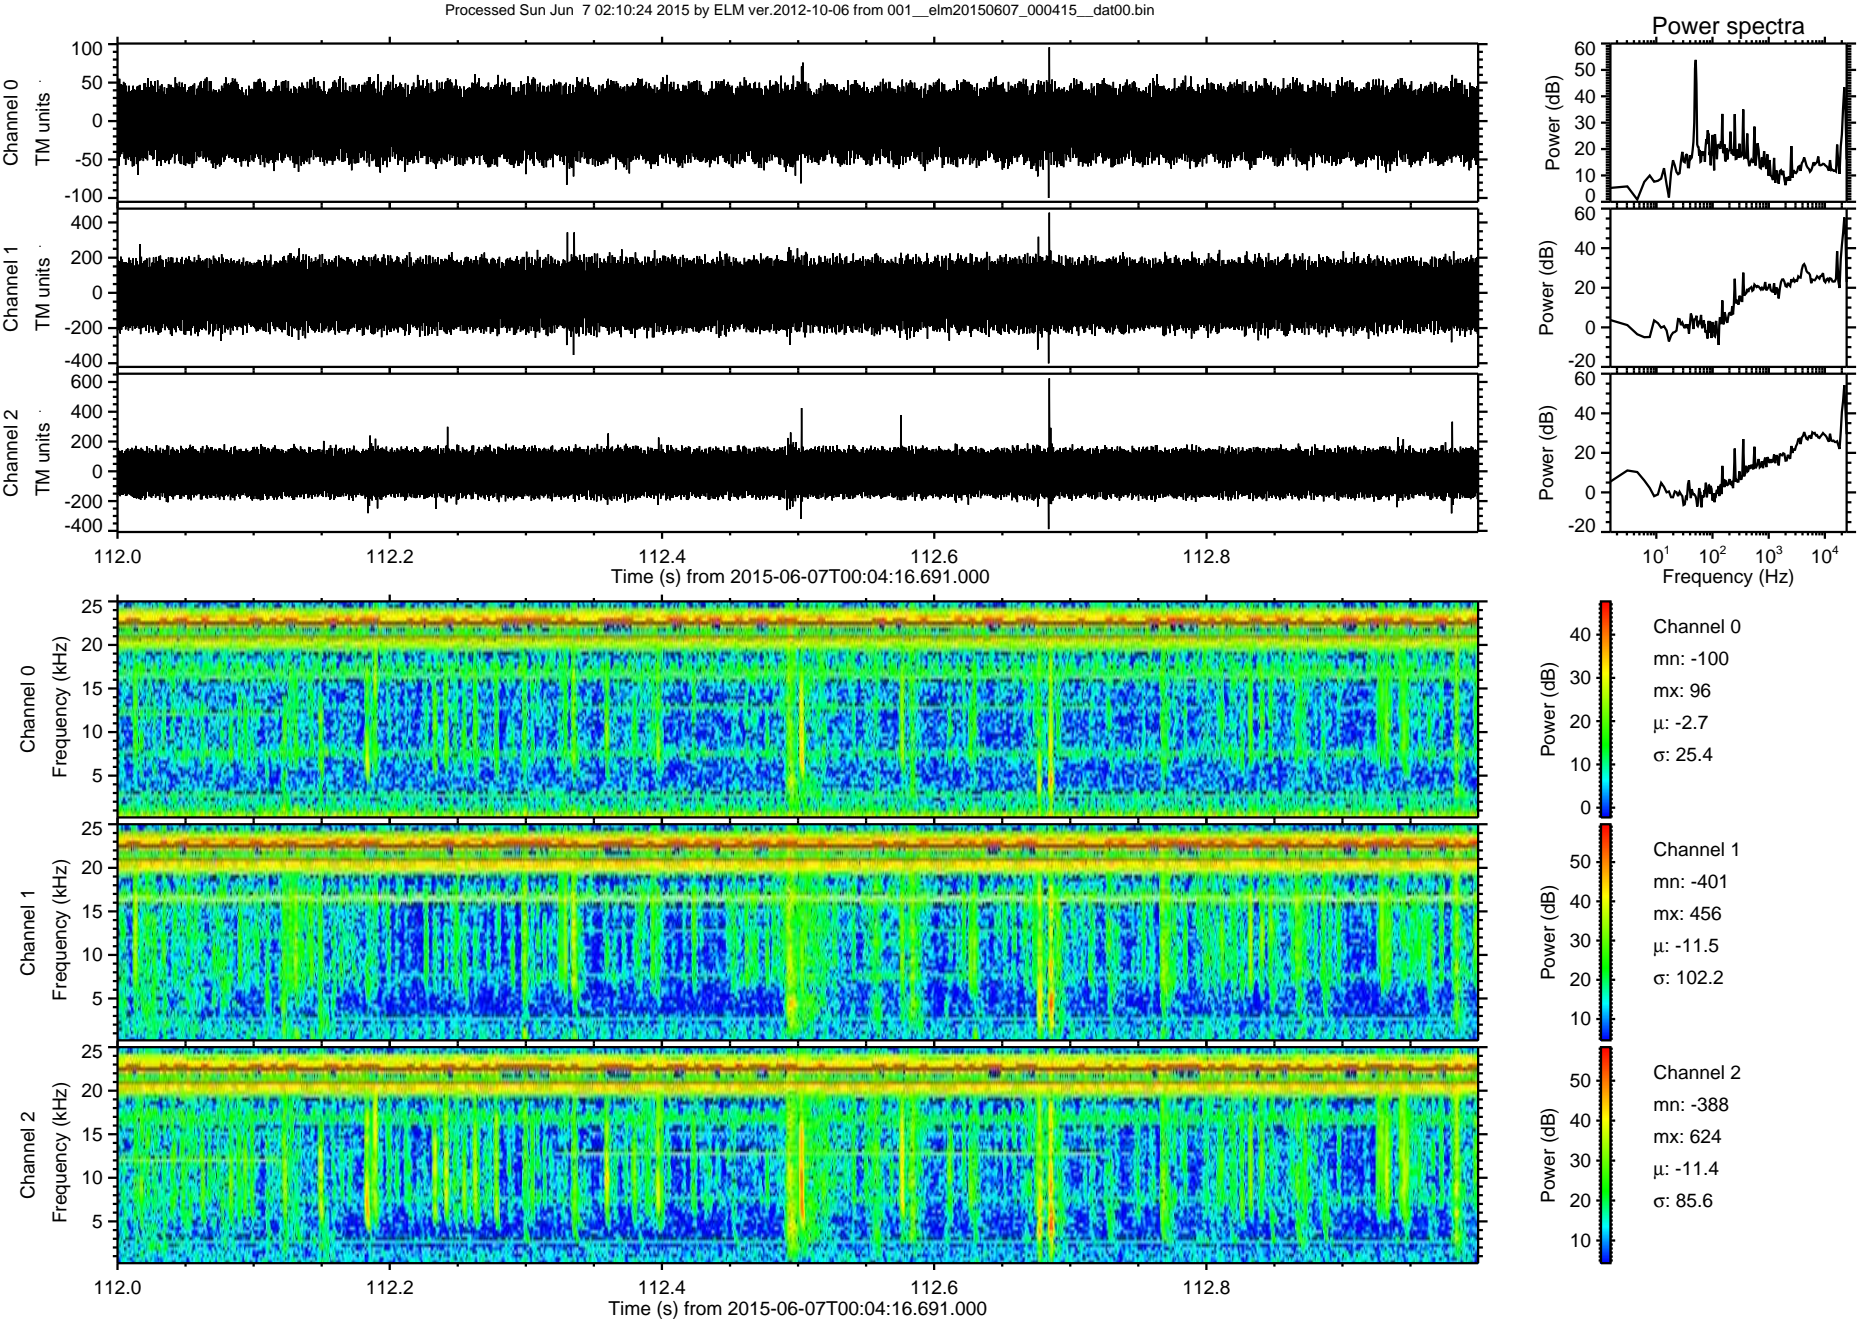 Processed Sun Jun  7 02:10:24 2015 by ELM ver.2012-10-06 from 001__elm20150607_000415__dat00.bin
Power spectra
Channel 0
TM units
100
50
0
-50
-100
Power (dB)
60
50
40
30
20
10
0
Channel 1
TM units
400
200
0
-200
-400
Power (dB)
60
40
20
0
-20
Channel 2
TM units
600
400
200
0
-200
-400
Power (dB)
60
40
20
0
-20
112.0 112.2 112.4 112.6 112.8
Time (s) from 2015-06-07T00:04:16.691.000
10¹ 10² 10³ 10⁴
Frequency (Hz)
Channel 0
Frequency (kHz)
25
20
15
10
5
Power (dB)
40
30
20
10
0
Channel 0
mn: -100
mx: 96
μ: -2.7
σ: 25.4
Channel 1
Frequency (kHz)
25
20
15
10
5
Power (dB)
50
40
30
20
10
Channel 1
mn: -401
mx: 456
μ: -11.5
σ: 102.2
Channel 2
Frequency (kHz)
25
20
15
10
5
Power (dB)
50
40
30
20
10
Channel 2
mn: -388
mx: 624
μ: -11.4
σ: 85.6
112.0 112.2 112.4 112.6 112.8
Time (s) from 2015-06-07T00:04:16.691.000